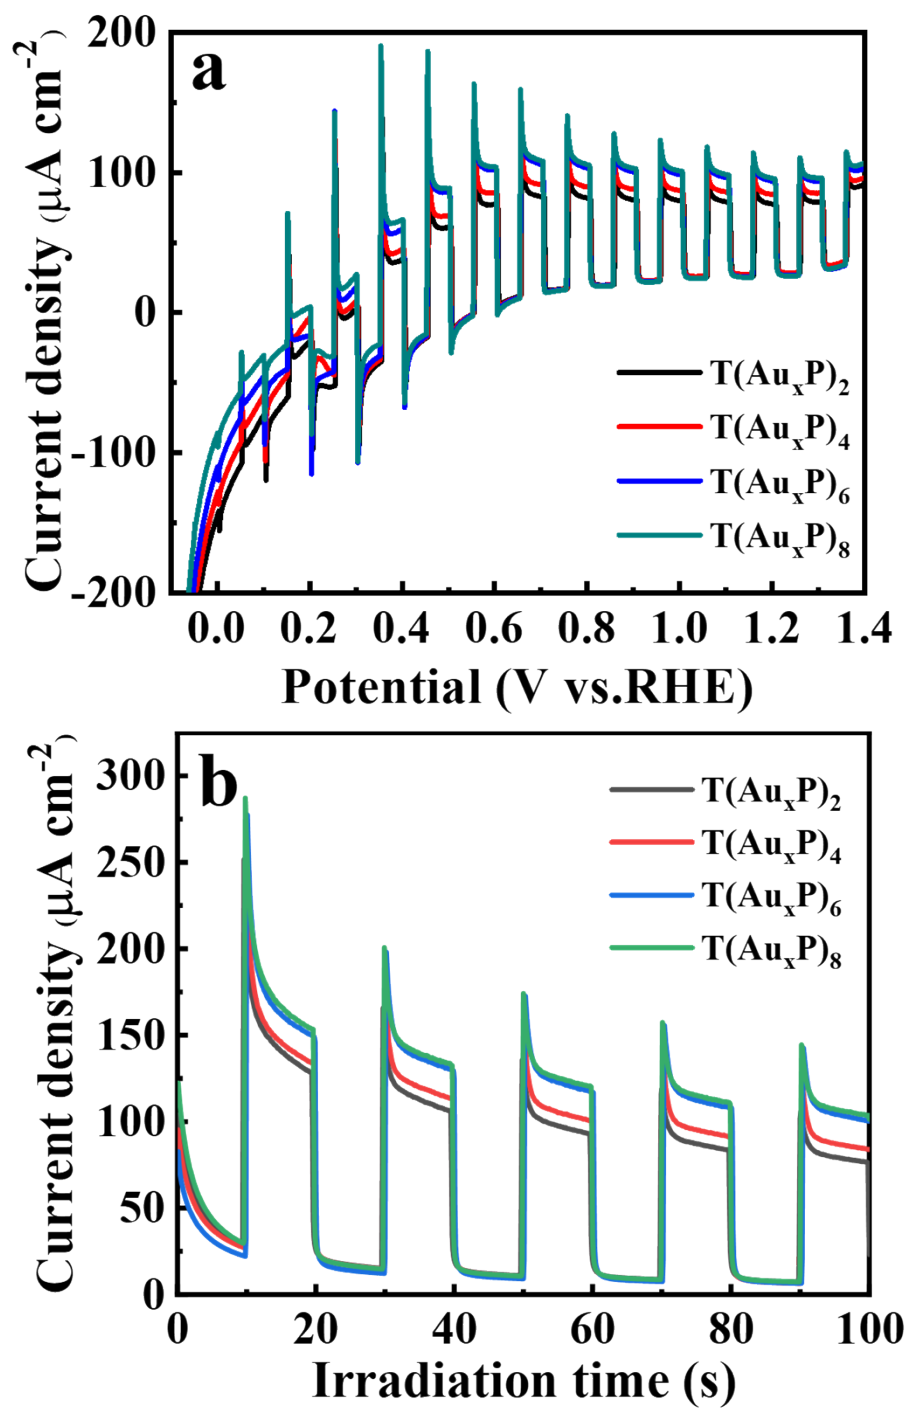 a
200
100
0
-100
-200
Current density (μA cm-2)
T(AuxP)2
T(AuxP)4
T(AuxP)6
T(AuxP)8
0.0 0.2 0.4 0.6 0.8 1.0 1.2 1.4
Potential (V vs.RHE)
b
300
250
200
150
100
50
0
Current density (μA cm-2)
T(AuxP)2
T(AuxP)4
T(AuxP)6
T(AuxP)8
0 20 40 60 80 100
Irradiation time (s)